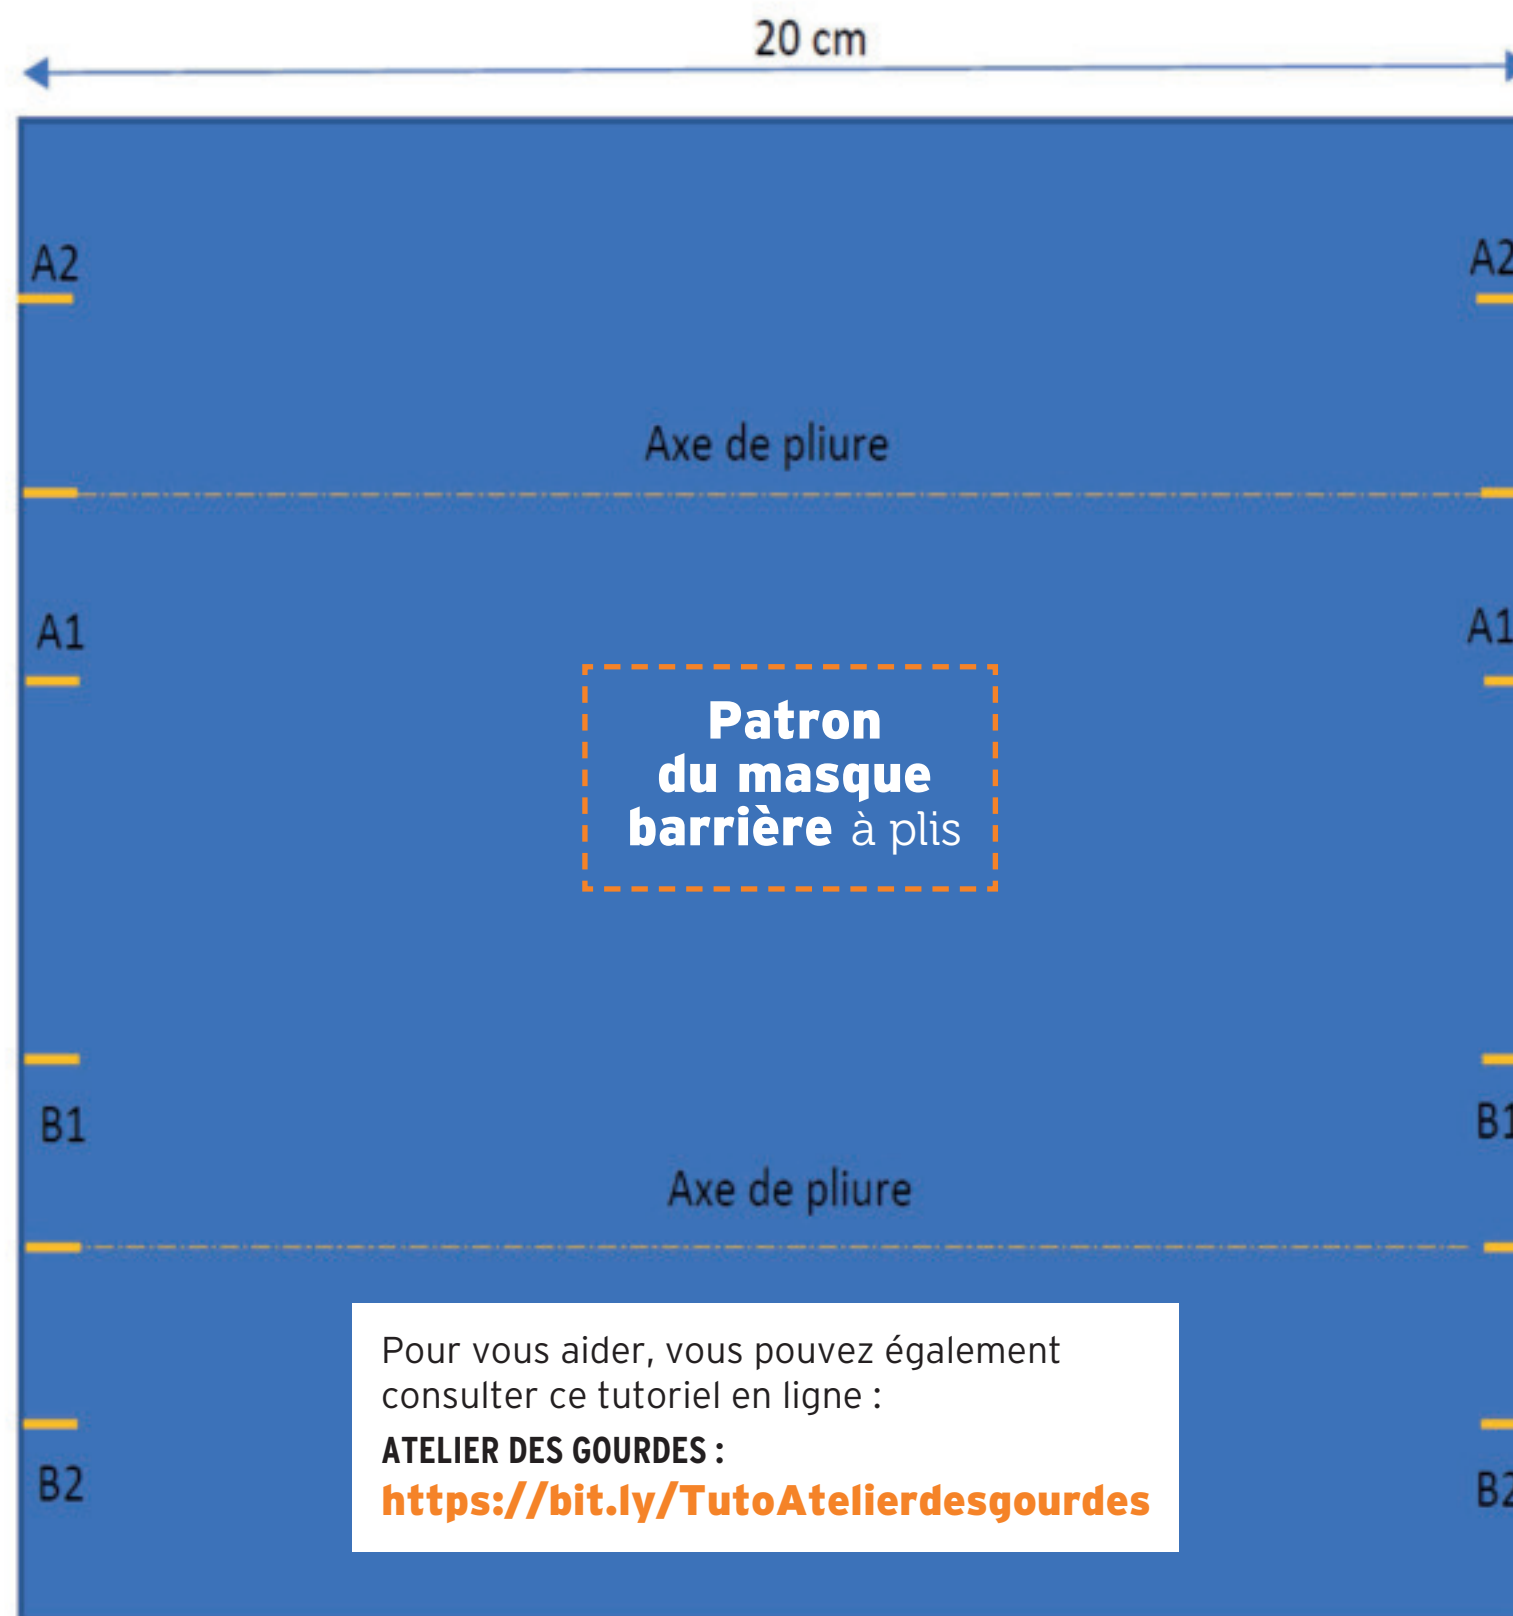 20 cm
A2 A2
Axe de pliure
A1 A1
Patron
du masque
barrière à plis
B1 B1
Axe de pliure
Pour vous aider, vous pouvez également
consulter ce tutoriel en ligne :
ATELIER DES GOURDES :
https://bit.ly/TutoAtelierdesgourdes
B2 B2